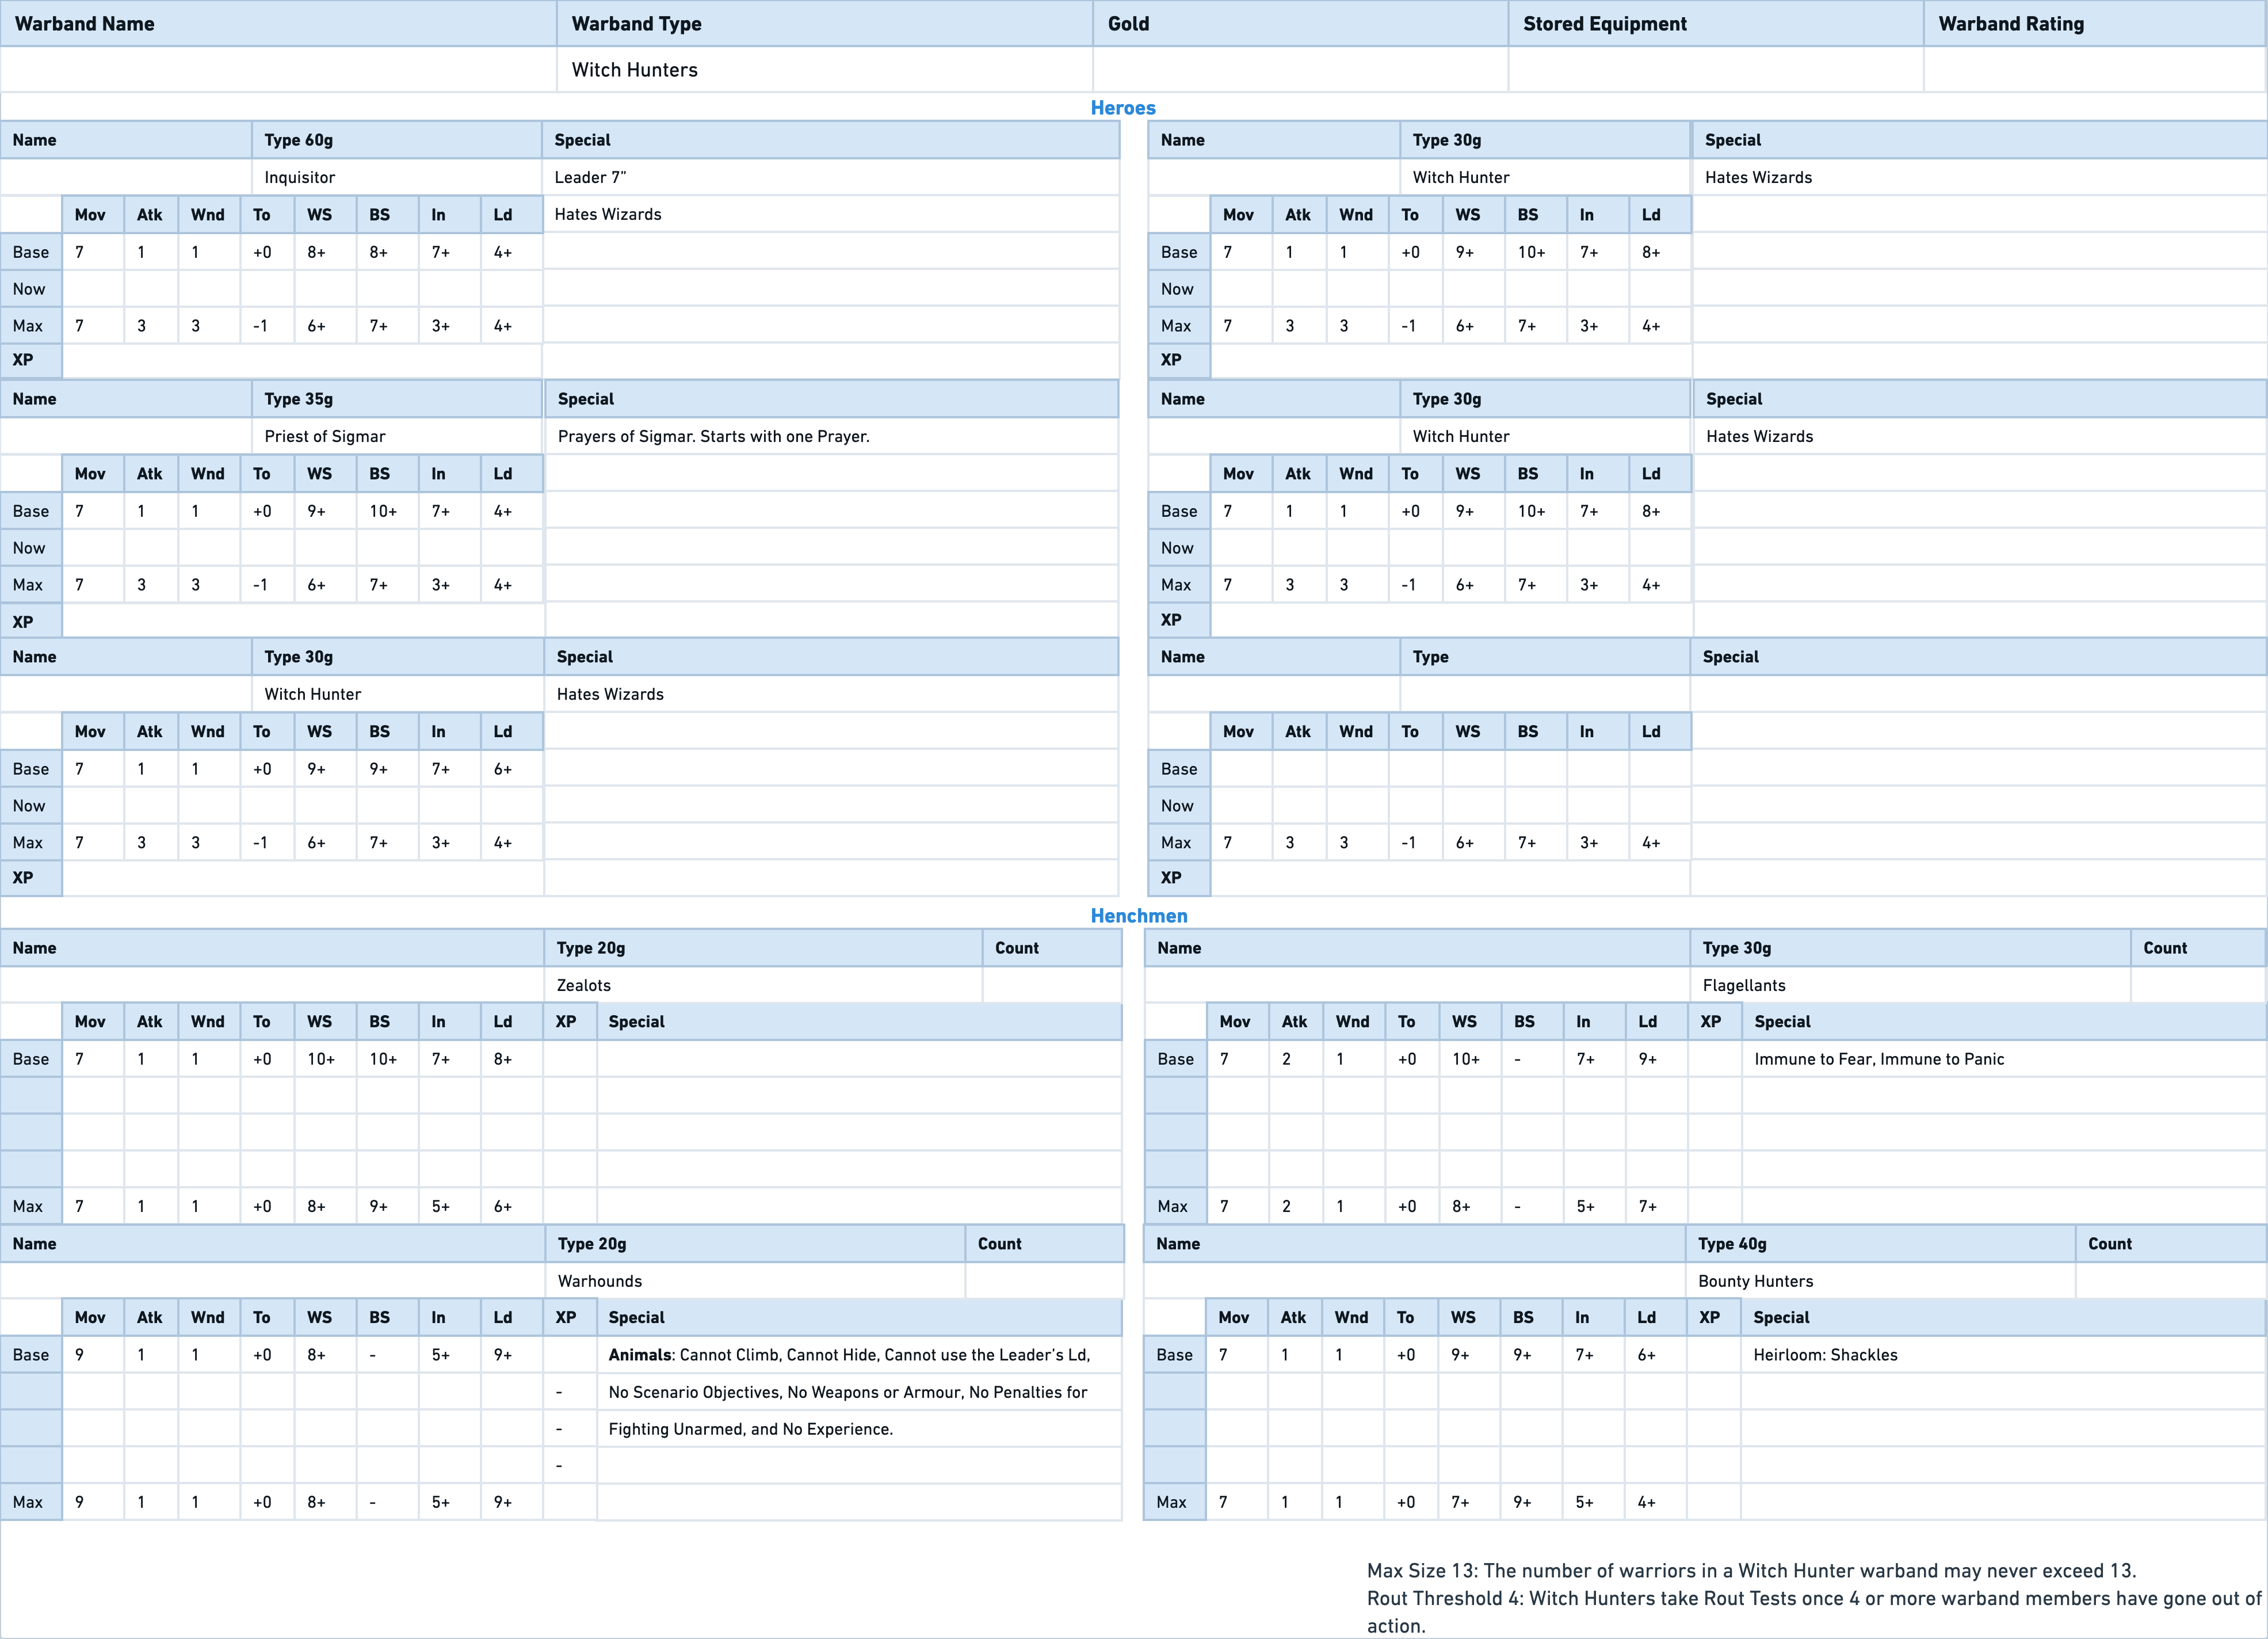 Warband Name Warband Type Gold Stored Equipment Warband Rating
Witch Hunters
Heroes
Name Type 60g Special
Inquisitor Leader 7"
Mov Atk Wnd To WS BS In Ld Hates Wizards
Base 7 1 1 +0 8+ 8+ 7+ 4+
Now
Max 7 3 3 -1 6+ 7+ 3+ 4+
XP
Name Type 30g Special
Witch Hunter Hates Wizards
Mov Atk Wnd To WS BS In Ld
Base 7 1 1 +0 9+ 10+ 7+ 8+
Now
Max 7 3 3 -1 6+ 7+ 3+ 4+
XP
Name Type 35g Special
Priest of Sigmar Prayers of Sigmar. Starts with one Prayer.
Mov Atk Wnd To WS BS In Ld
Base 7 1 1 +0 9+ 10+ 7+ 4+
Now
Max 7 3 3 -1 6+ 7+ 3+ 4+
XP
Name Type 30g Special
Witch Hunter Hates Wizards
Mov Atk Wnd To WS BS In Ld
Base 7 1 1 +0 9+ 10+ 7+ 8+
Now
Max 7 3 3 -1 6+ 7+ 3+ 4+
XP
Name Type 30g Special
Witch Hunter Hates Wizards
Mov Atk Wnd To WS BS In Ld
Base 7 1 1 +0 9+ 9+ 7+ 6+
Now
Max 7 3 3 -1 6+ 7+ 3+ 4+
XP
Name Type Special
Mov Atk Wnd To WS BS In Ld
Base
Now
Max 7 3 3 -1 6+ 7+ 3+ 4+
XP
Henchmen
Name Type 20g Count
Zealots
Mov Atk Wnd To WS BS In Ld XP Special
Base 7 1 1 +0 10+ 10+ 7+ 8+
Max 7 1 1 +0 8+ 9+ 5+ 6+
Name Type 30g Count
Flagellants
Mov Atk Wnd To WS BS In Ld XP Special
Base 7 2 1 +0 10+ - 7+ 9+ Immune to Fear, Immune to Panic
Max 7 2 1 +0 8+ - 5+ 7+
Name Type 20g Count
Warhounds
Mov Atk Wnd To WS BS In Ld XP Special
Base 9 1 1 +0 8+ - 5+ 9+ Animals: Cannot Climb, Cannot Hide, Cannot use the Leader's Ld,
- No Scenario Objectives, No Weapons or Armour, No Penalties for
- Fighting Unarmed, and No Experience.
-
Max 9 1 1 +0 8+ - 5+ 9+
Name Type 40g Count
Bounty Hunters
Mov Atk Wnd To WS BS In Ld XP Special
Base 7 1 1 +0 9+ 9+ 7+ 6+ Heirloom: Shackles
Max 7 1 1 +0 7+ 9+ 5+ 4+
Max Size 13: The number of warriors in a Witch Hunter warband may never exceed 13.
Rout Threshold 4: Witch Hunters take Rout Tests once 4 or more warband members have gone out of
action.